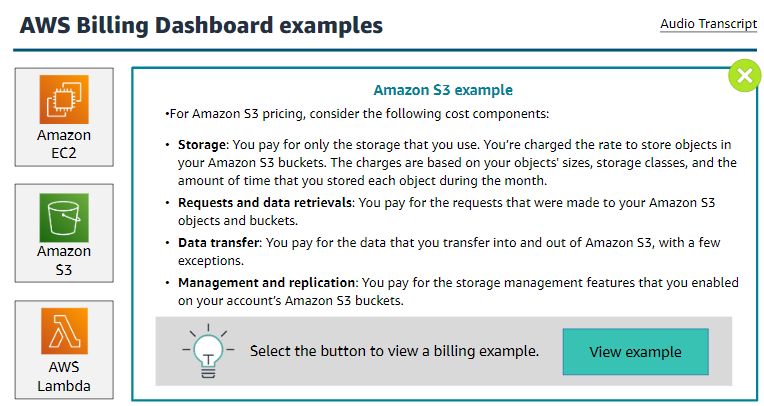 AWS Billing Dashboard examples
Audio Transcript
Amazon
EC2
Amazon
S3
AWS
Lambda
Amazon S3 example
•For Amazon S3 pricing, consider the following cost components:
• Storage: You pay for only the storage that you use. You’re charged the rate to store objects in
your Amazon S3 buckets. The charges are based on your objects' sizes, storage classes, and the
amount of time that you stored each object during the month.
• Requests and data retrievals: You pay for the requests that were made to your Amazon S3
objects and buckets.
• Data transfer: You pay for the data that you transfer into and out of Amazon S3, with a few
exceptions.
• Management and replication: You pay for the storage management features that you enabled
on your account’s Amazon S3 buckets.
Select the button to view a billing example.
View example